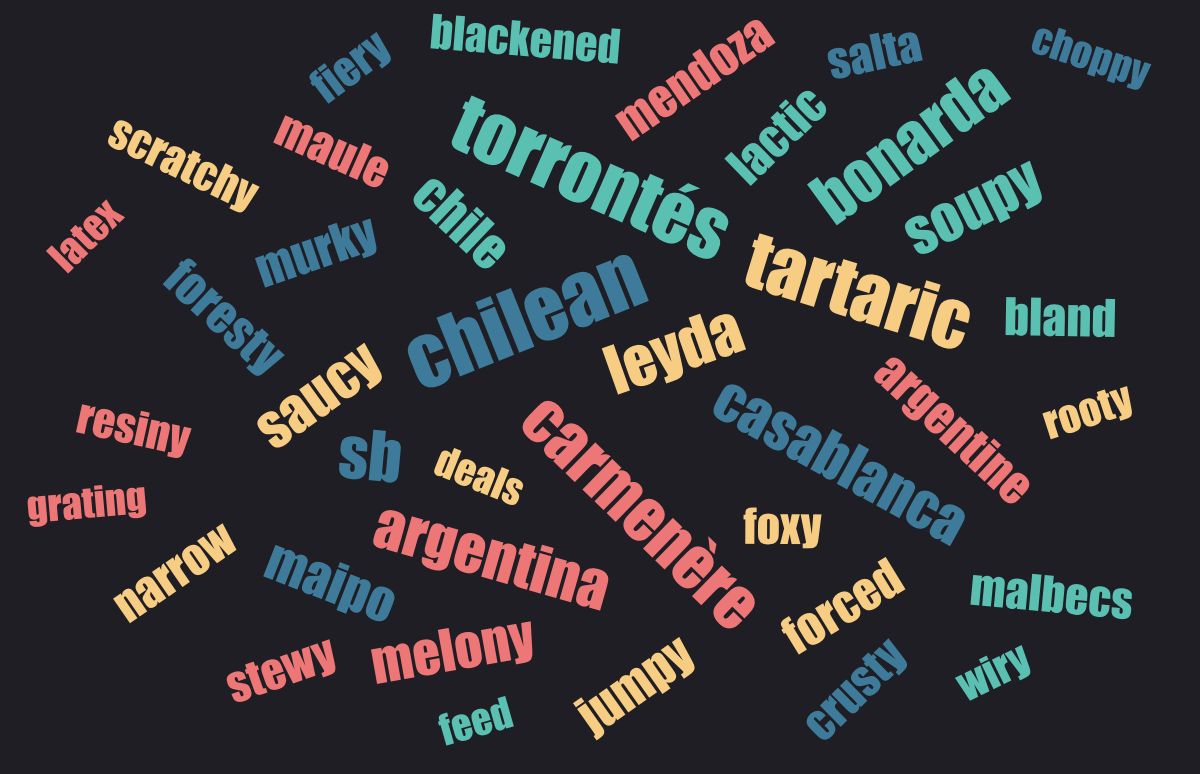 blackened
mendoza
salta
choppy
fiery
torrontés
lactic
bonarda
scratchy
maule
chile
soupy
latex
murky
tartaric
foresty
chilean
leyda
bland
saucy
casablanca
argentine
rooty
resiny
sb
deals
carmenère
grating
foxy
argentina
narrow
maipo
forced
malbecs
stewy
melony
jumpy
crusty
wiry
feed